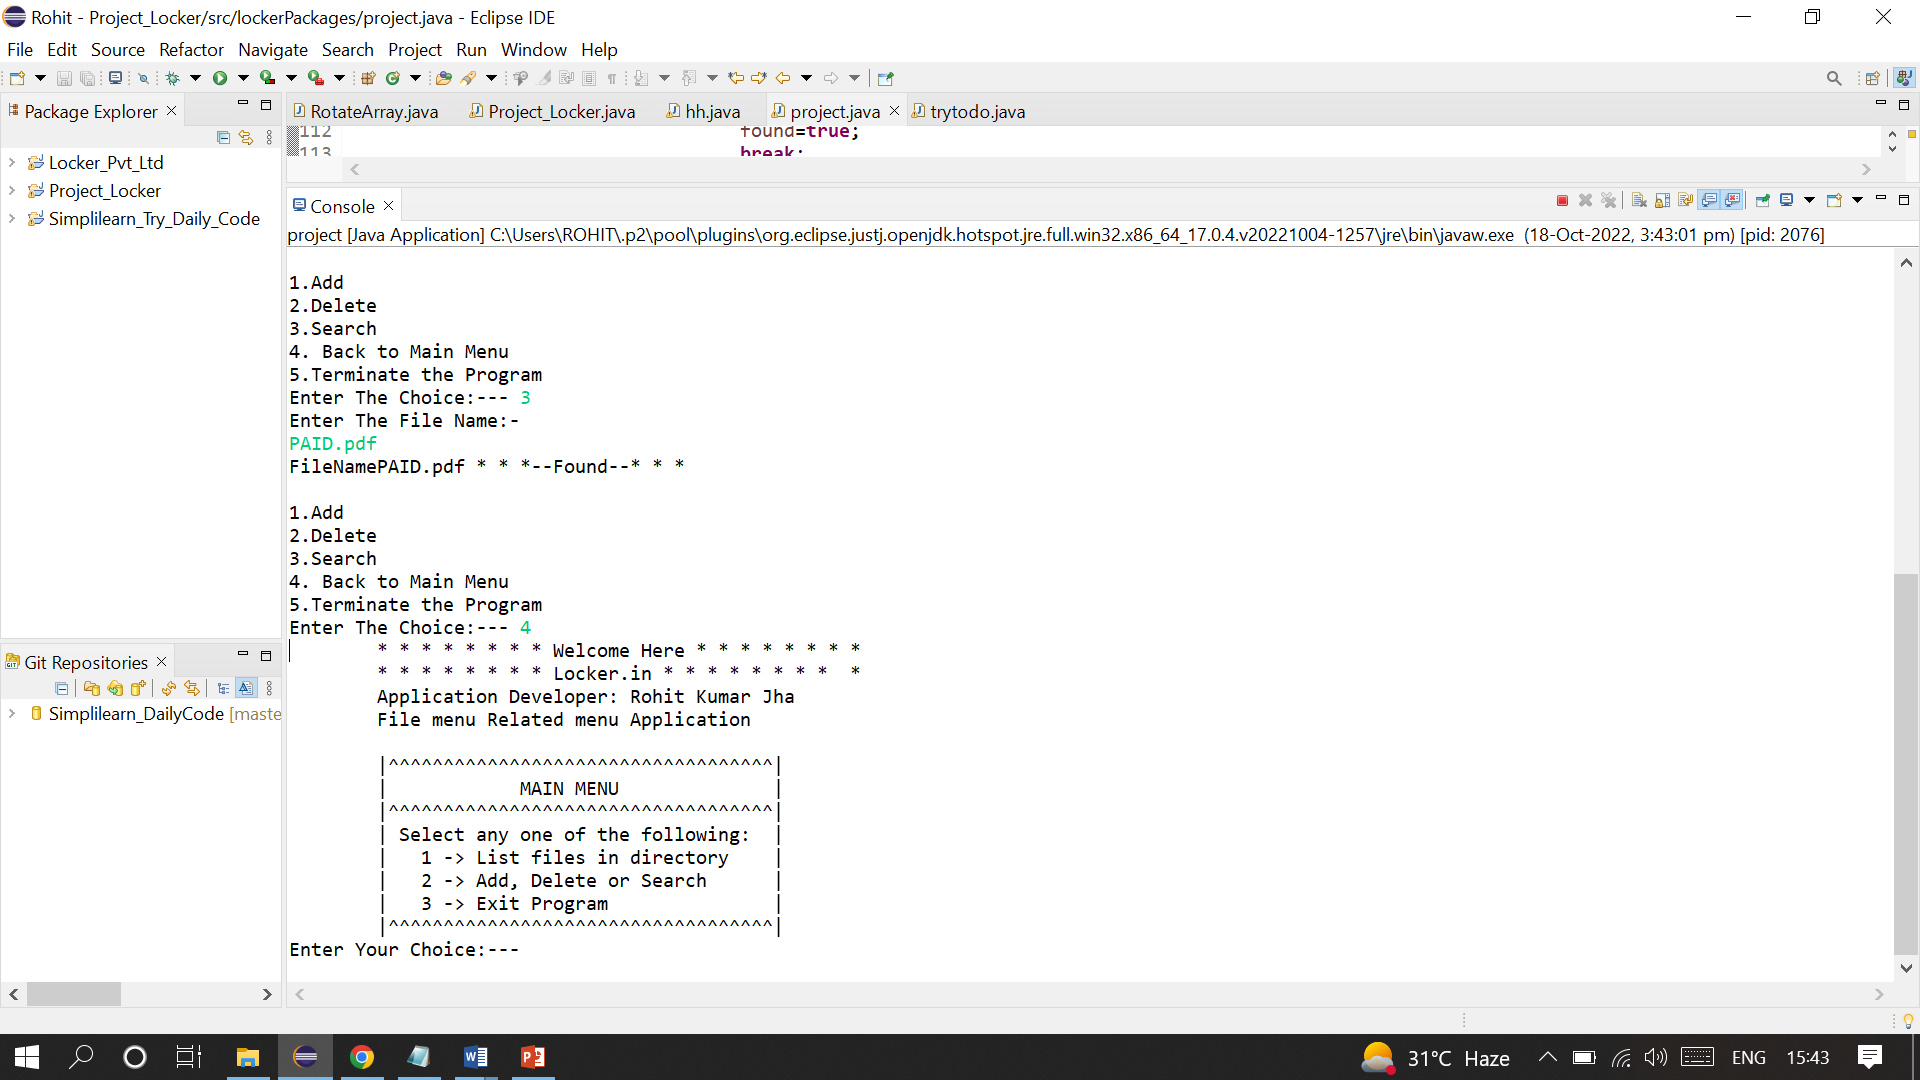 Rohit - Project_Locker/src/lockerPackages/project.java - Eclipse IDE
File Edit Source Refactor Navigate Search Project Run Window Help
Package Explorer
Locker_Pvt_Ltd
Project_Locker
Simplilearn_Try_Daily_Code
Git Repositories
Simplilearn_DailyCode [maste
RotateArray.java Project_Locker.java hh.java project.java trytodo.java
112 found=true;
113 break;
Console
project [Java Application] C:\Users\ROHIT\.p2\pool\plugins\org.eclipse.justj.openjdk.hotspot.jre.full.win32.x86_64_17.0.4.v20221004-1257\jre\bin\javaw.exe (18-Oct-2022, 3:43:01 pm) [pid: 2076]
1.Add
2.Delete
3.Search
4. Back to Main Menu
5.Terminate the Program
Enter The Choice:--- 3
Enter The File Name:-
PAID.pdf
FileNamePAID.pdf * * *--Found--* * *
1.Add
2.Delete
3.Search
4. Back to Main Menu
5.Terminate the Program
Enter The Choice:--- 4
* * * * * * * * Welcome Here * * * * * * * *
* * * * * * * * Locker.in * * * * * * * *  *
Application Developer: Rohit Kumar Jha
File menu Related menu Application
|^^^^^^^^^^^^^^^^^^^^^^^^^^^^^^^^^^^|
| MAIN MENU |
|^^^^^^^^^^^^^^^^^^^^^^^^^^^^^^^^^^^|
| Select any one of the following: |
| 1 -> List files in directory |
| 2 -> Add, Delete or Search |
| 3 -> Exit Program |
|^^^^^^^^^^^^^^^^^^^^^^^^^^^^^^^^^^^|
Enter Your Choice:---
31°C Haze ENG 15:43